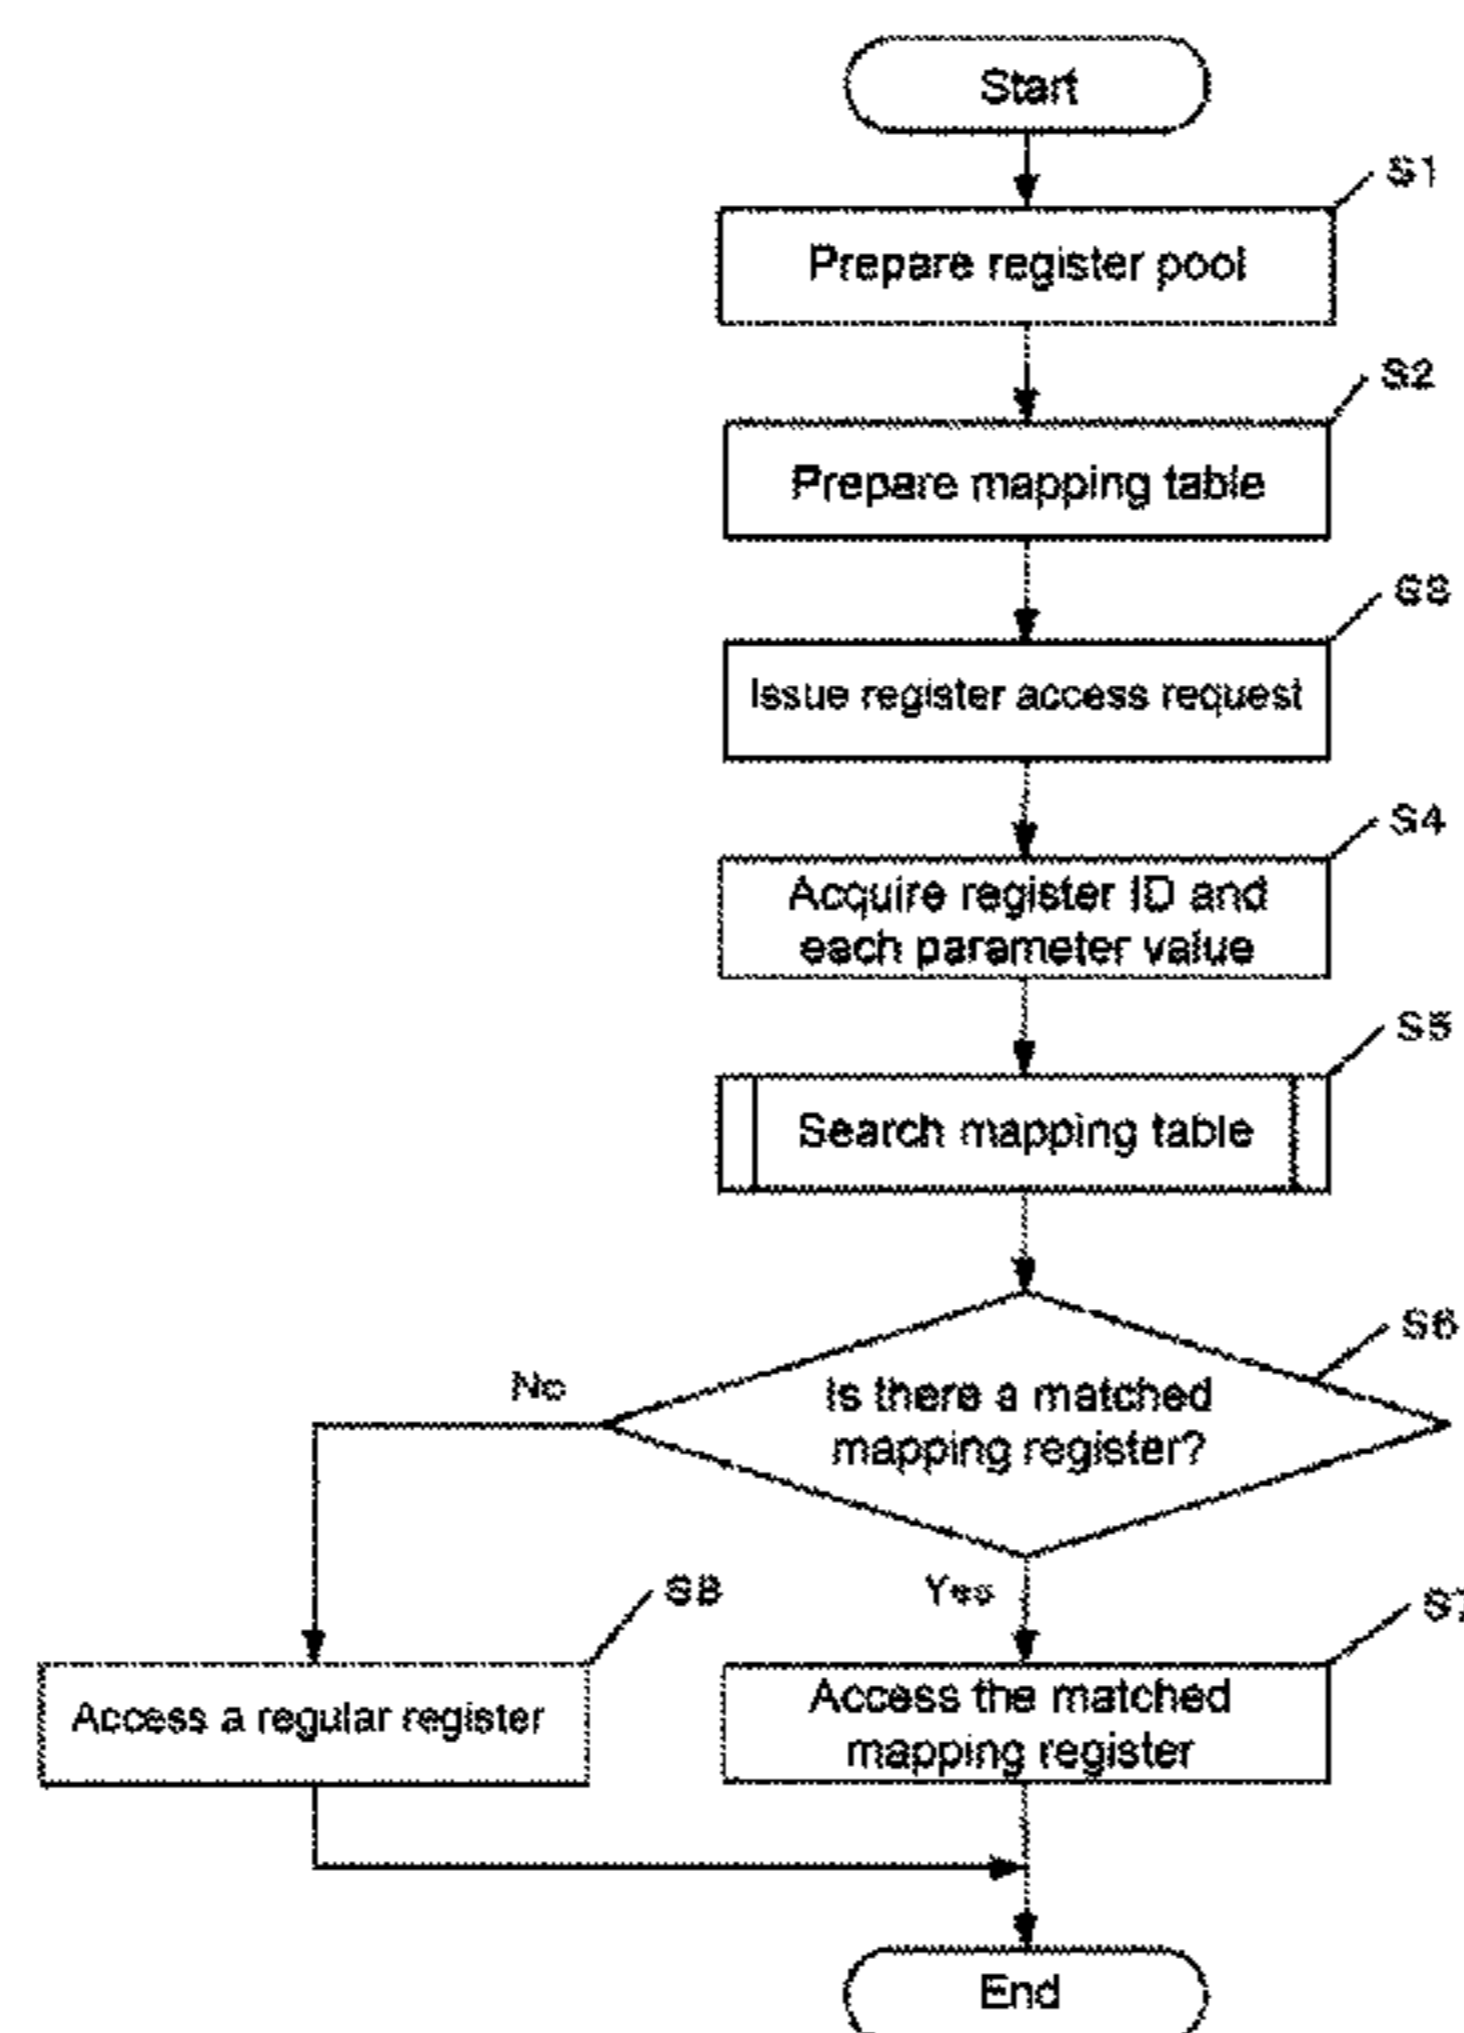 Start
S1
Prepare register pool
S2
Prepare mapping table
S3
Issue register access request
S4
Acquire register ID and
each parameter value
S5
Search mapping table
S6
Is there a matched
mapping register?
No
Yes
S8
S7
Access a regular register
Access the matched
mapping register
End